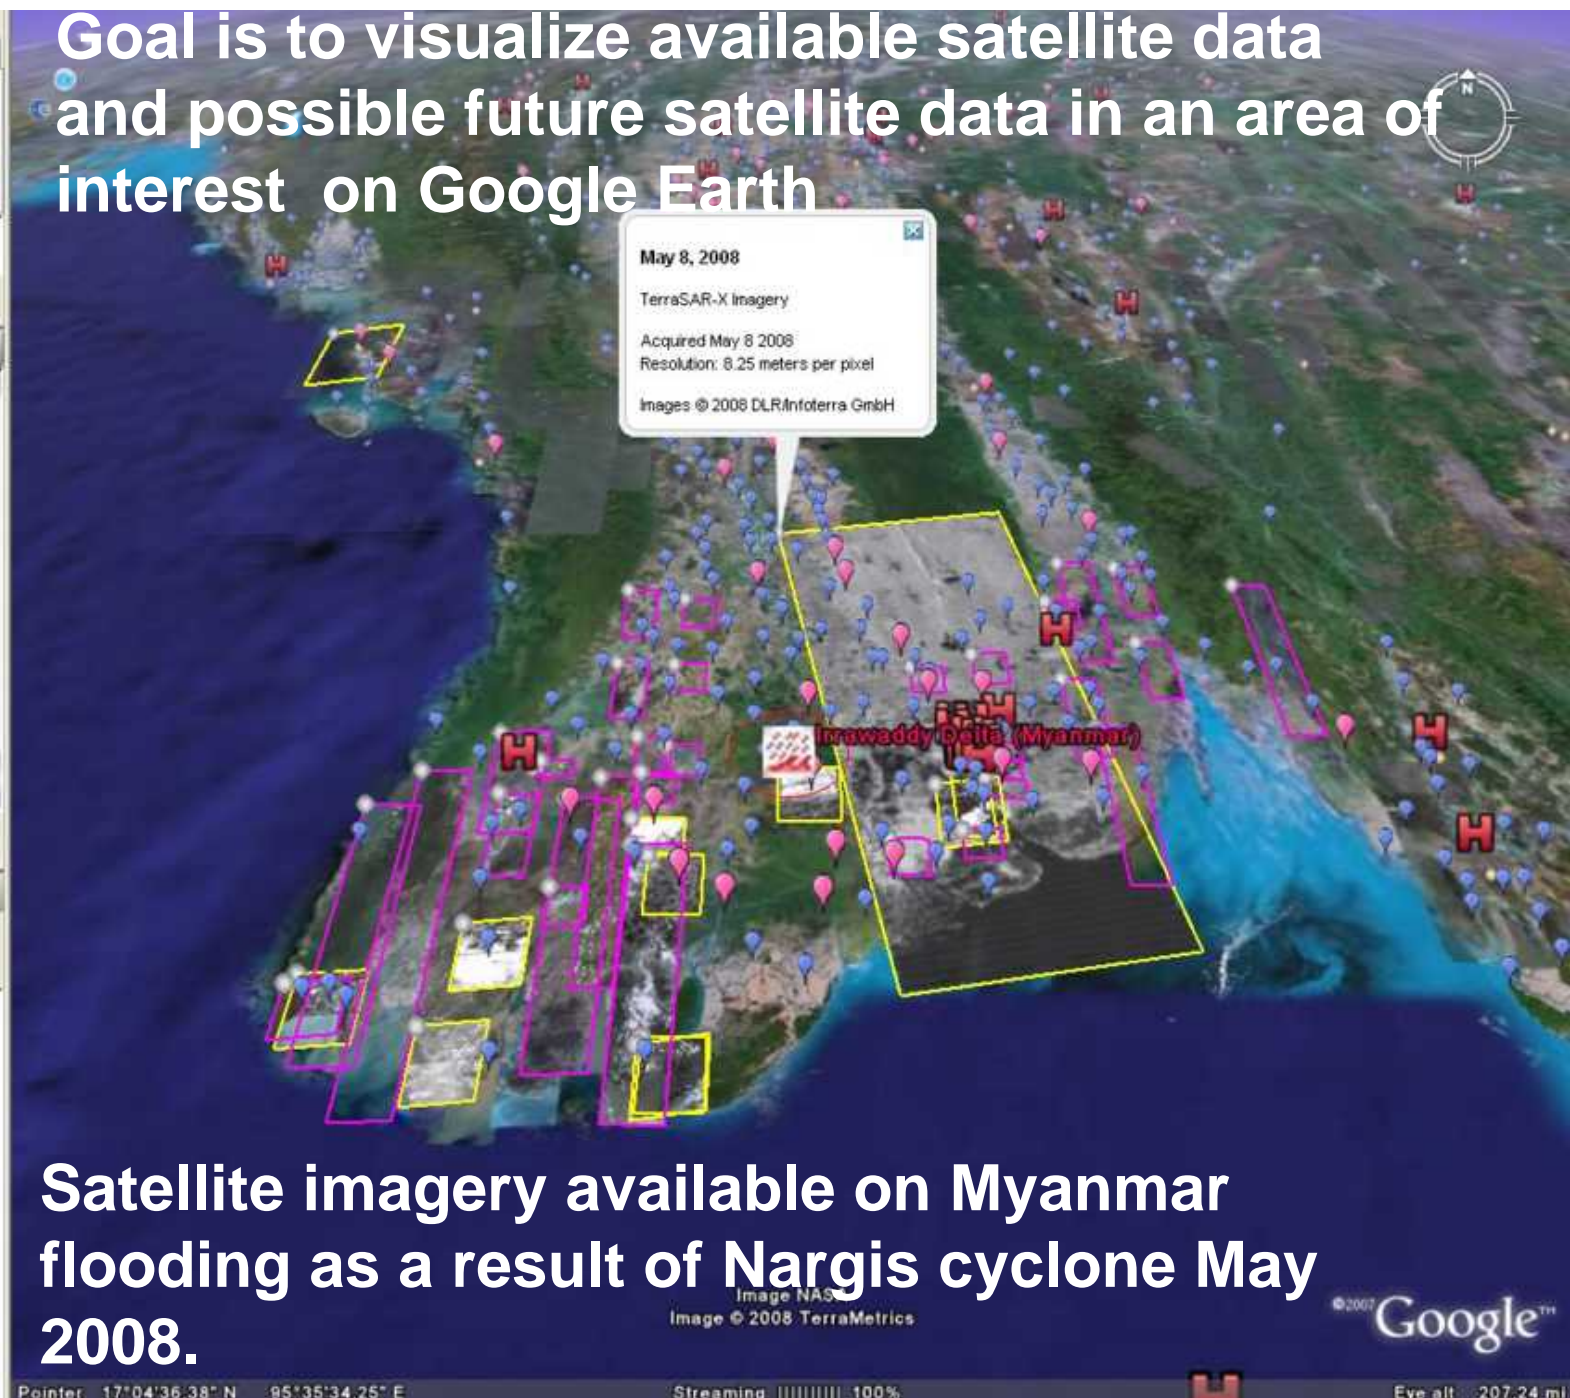 Goal is to visualize available satellite data
and possible future satellite data in an area of
interest on Google Earth
N
H
H
H
May 8, 2008
TerraSAR-X Imagery
Acquired May 8 2008
Resolution: 8.25 meters per pixel
Images © 2008 DLR/Infoterra GmbH
H
H
H
H
Irrawaddy Delta (Myanmar)
H
H
H
Satellite imagery available on Myanmar
flooding as a result of Nargis cyclone May
2008.
Image NASA
Image © 2008 TerraMetrics
©2007 Google™
Pointer 17°04'36.38" N 95°35'34.25" E
Streaming |||||||||| 100%
H
Eye alt 207.24 mi